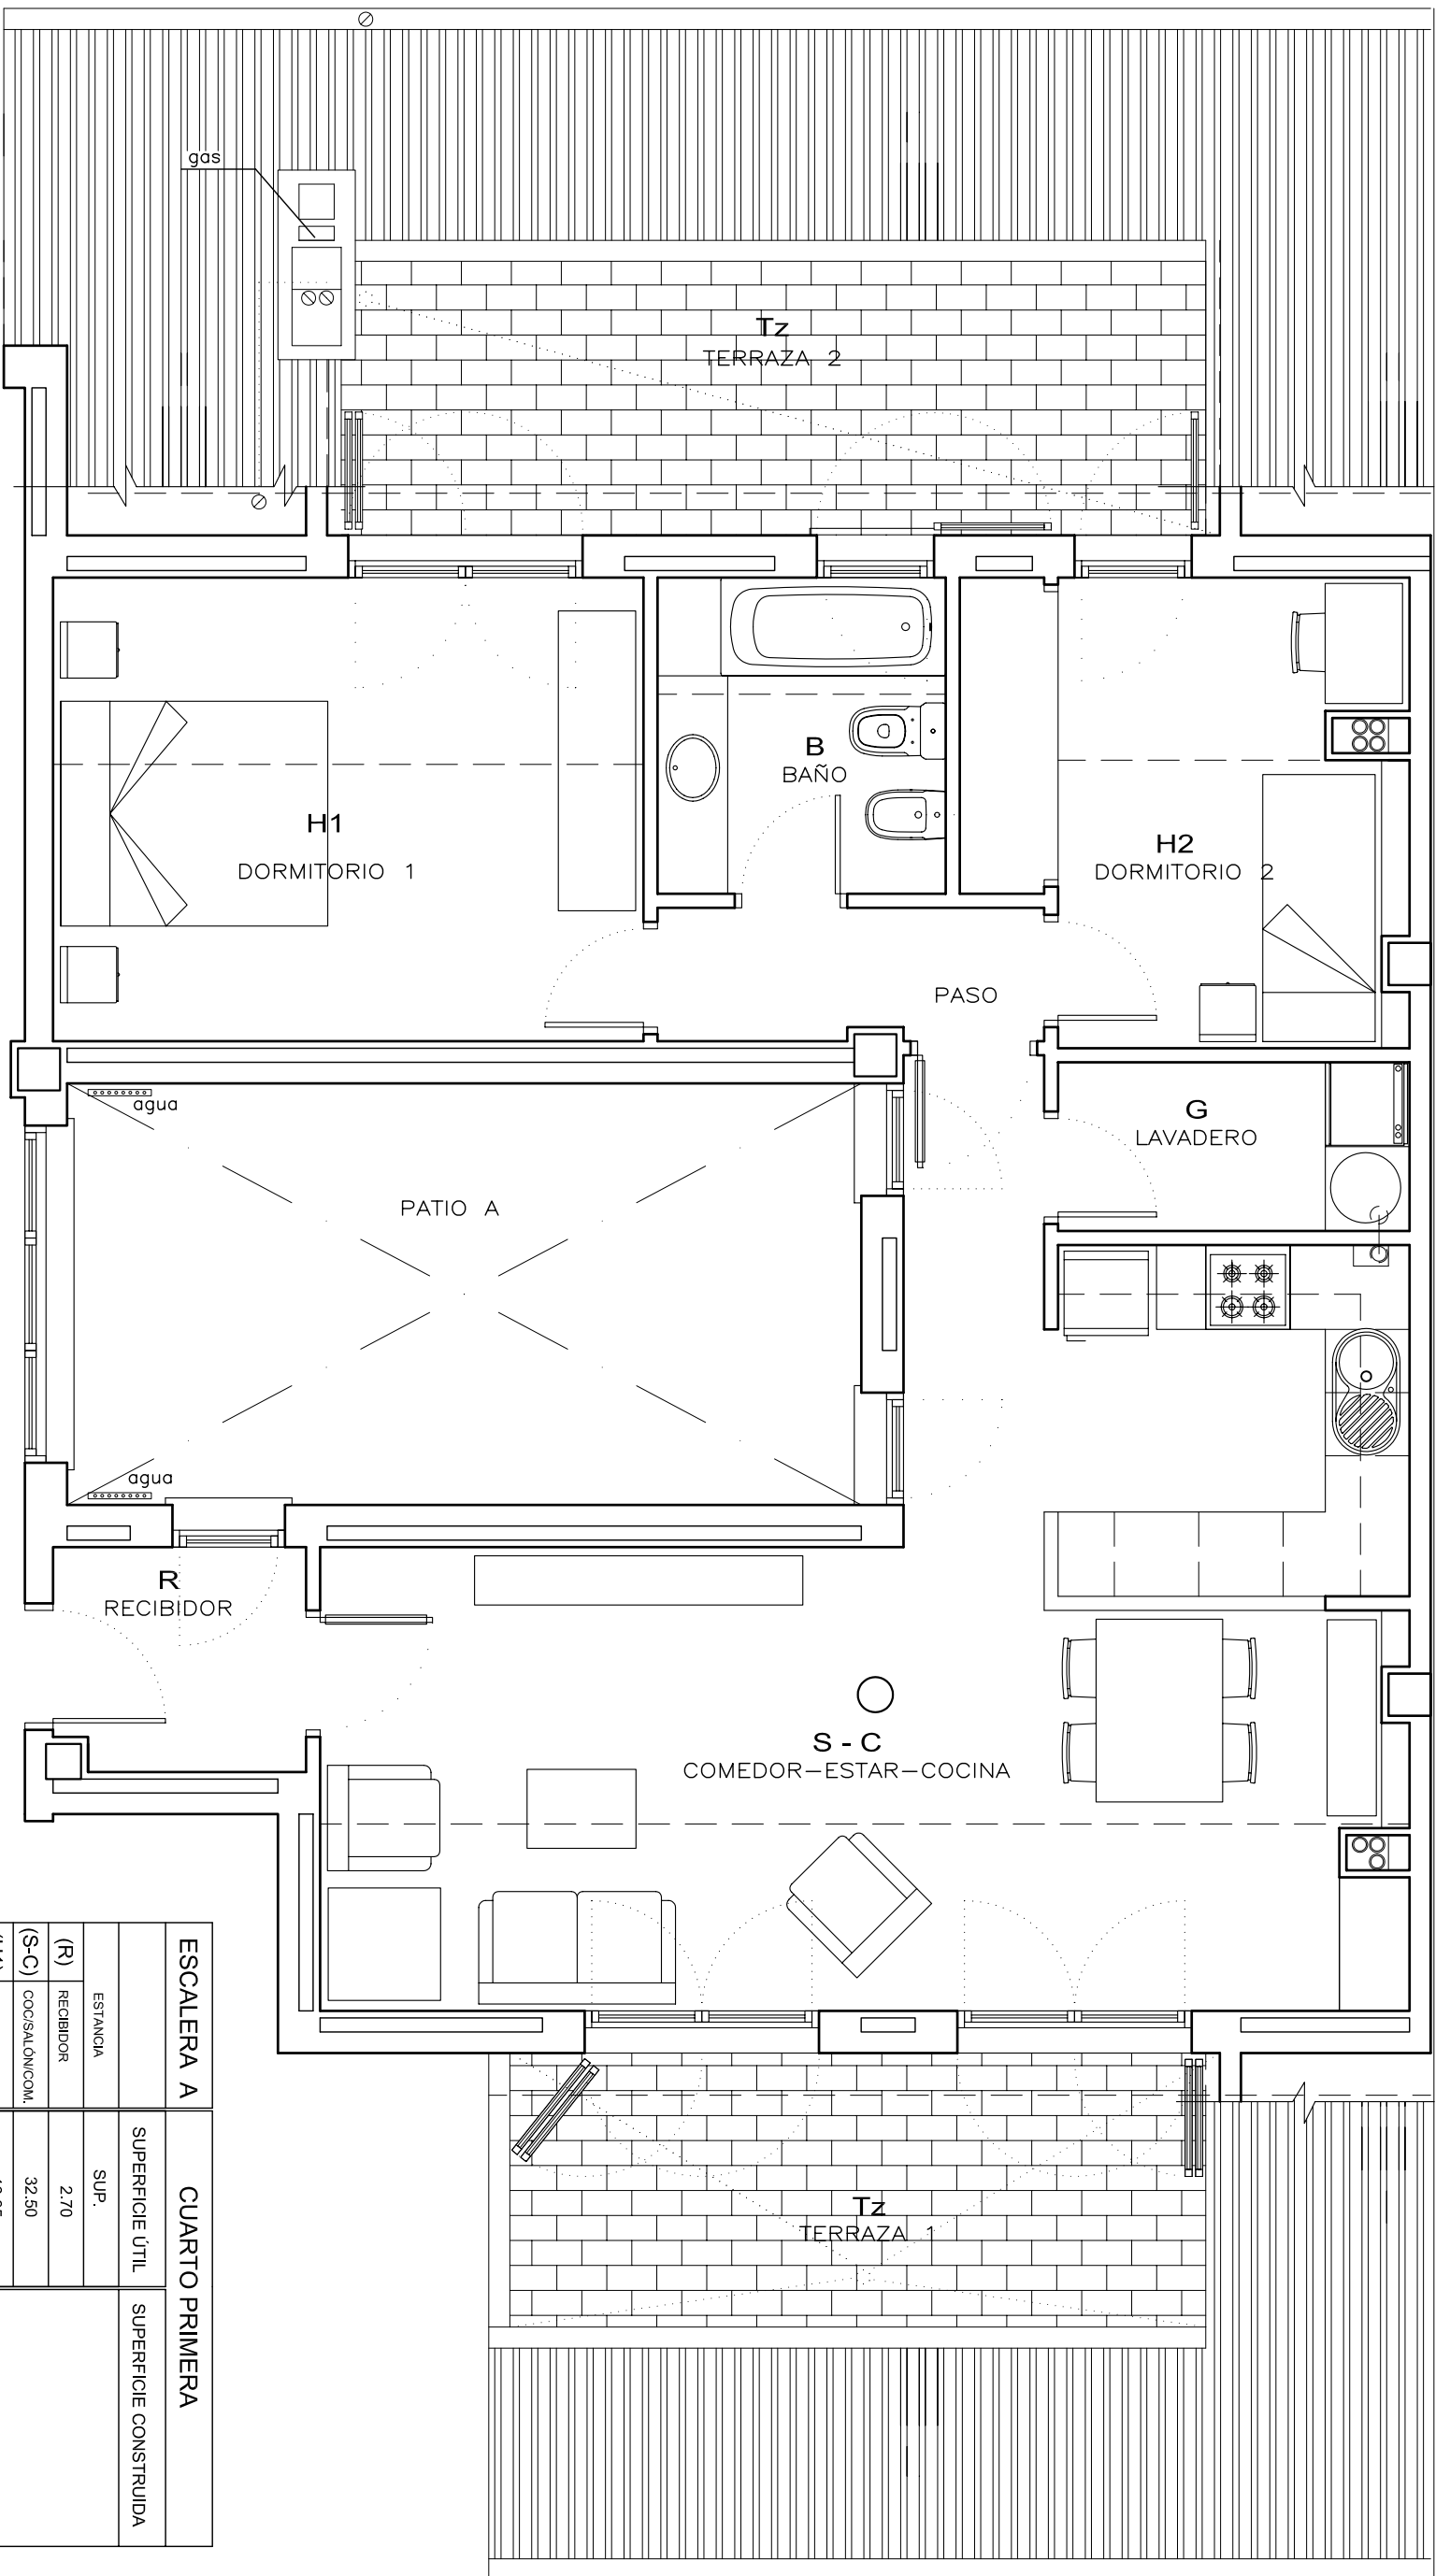 gas
Tz
TERRAZA 2
B
BAÑO
H1
DORMITORIO 1
H2
DORMITORIO 2
PASO
agua
G
LAVADERO
PATIO A
agua
R
RECIBIDOR
S - C
COMEDOR-ESTAR-COCINA
Tz
TERRAZA 1
ESCALERA A CUARTO PRIMERA
SUPERFICIE ÚTIL SUPERFICIE CONSTRUIDA
ESTANCIA SUP.
(R) RECIBIDOR 2.70
(S-C) COC/SALÓN/COM. 32.50